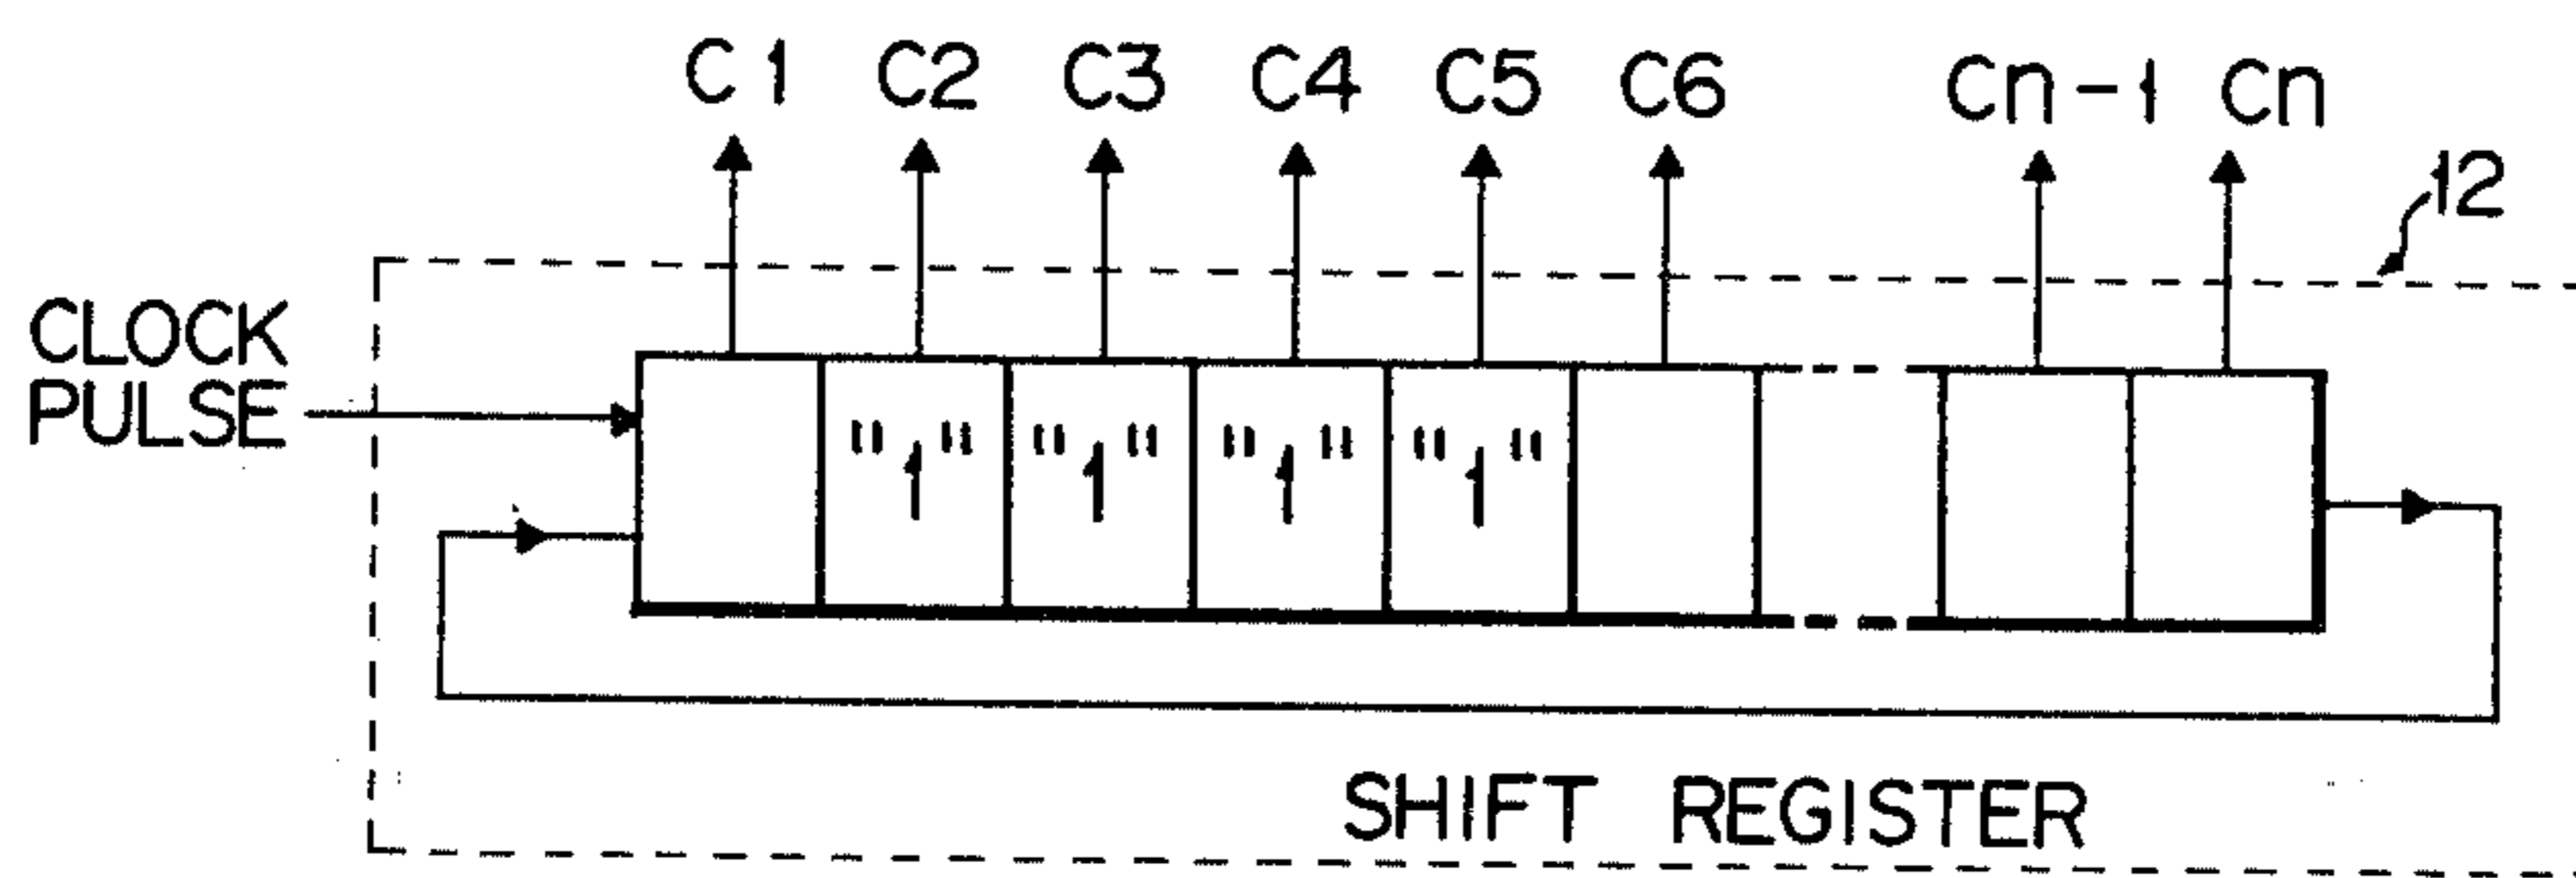 C1 C2 C3 C4 C5 C6 Cn-1 Cn
12
CLOCK
PULSE
"1" "1" "1" "1"
SHIFT REGISTER